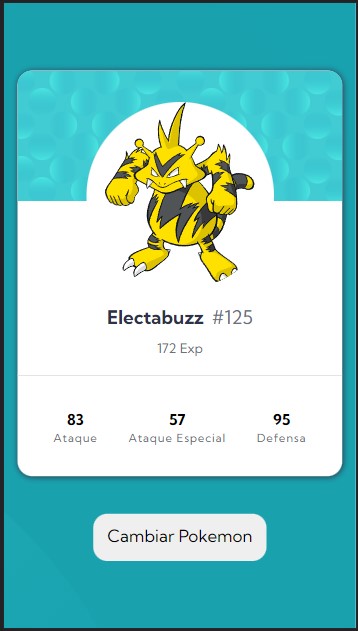 Electabuzz #125
172 Exp
83 57 95
Ataque Ataque Especial Defensa
Cambiar Pokemon